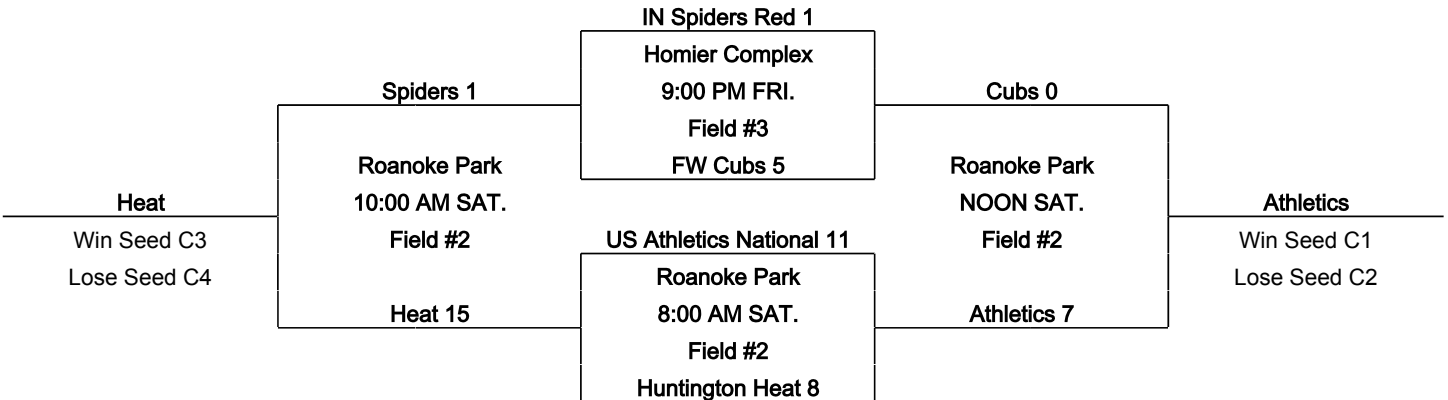 IN Spiders Red 1
Homier Complex
Spiders 1
9:00 PM FRI.
Cubs 0
Field #3
Roanoke Park
FW Cubs 5
Roanoke Park
Heat
10:00 AM SAT.
NOON SAT.
Athletics
Win Seed C3
Field #2
US Athletics National 11
Field #2
Win Seed C1
Lose Seed C4
Roanoke Park
Lose Seed C2
Heat 15
8:00 AM SAT.
Athletics 7
Field #2
Huntington Heat 8